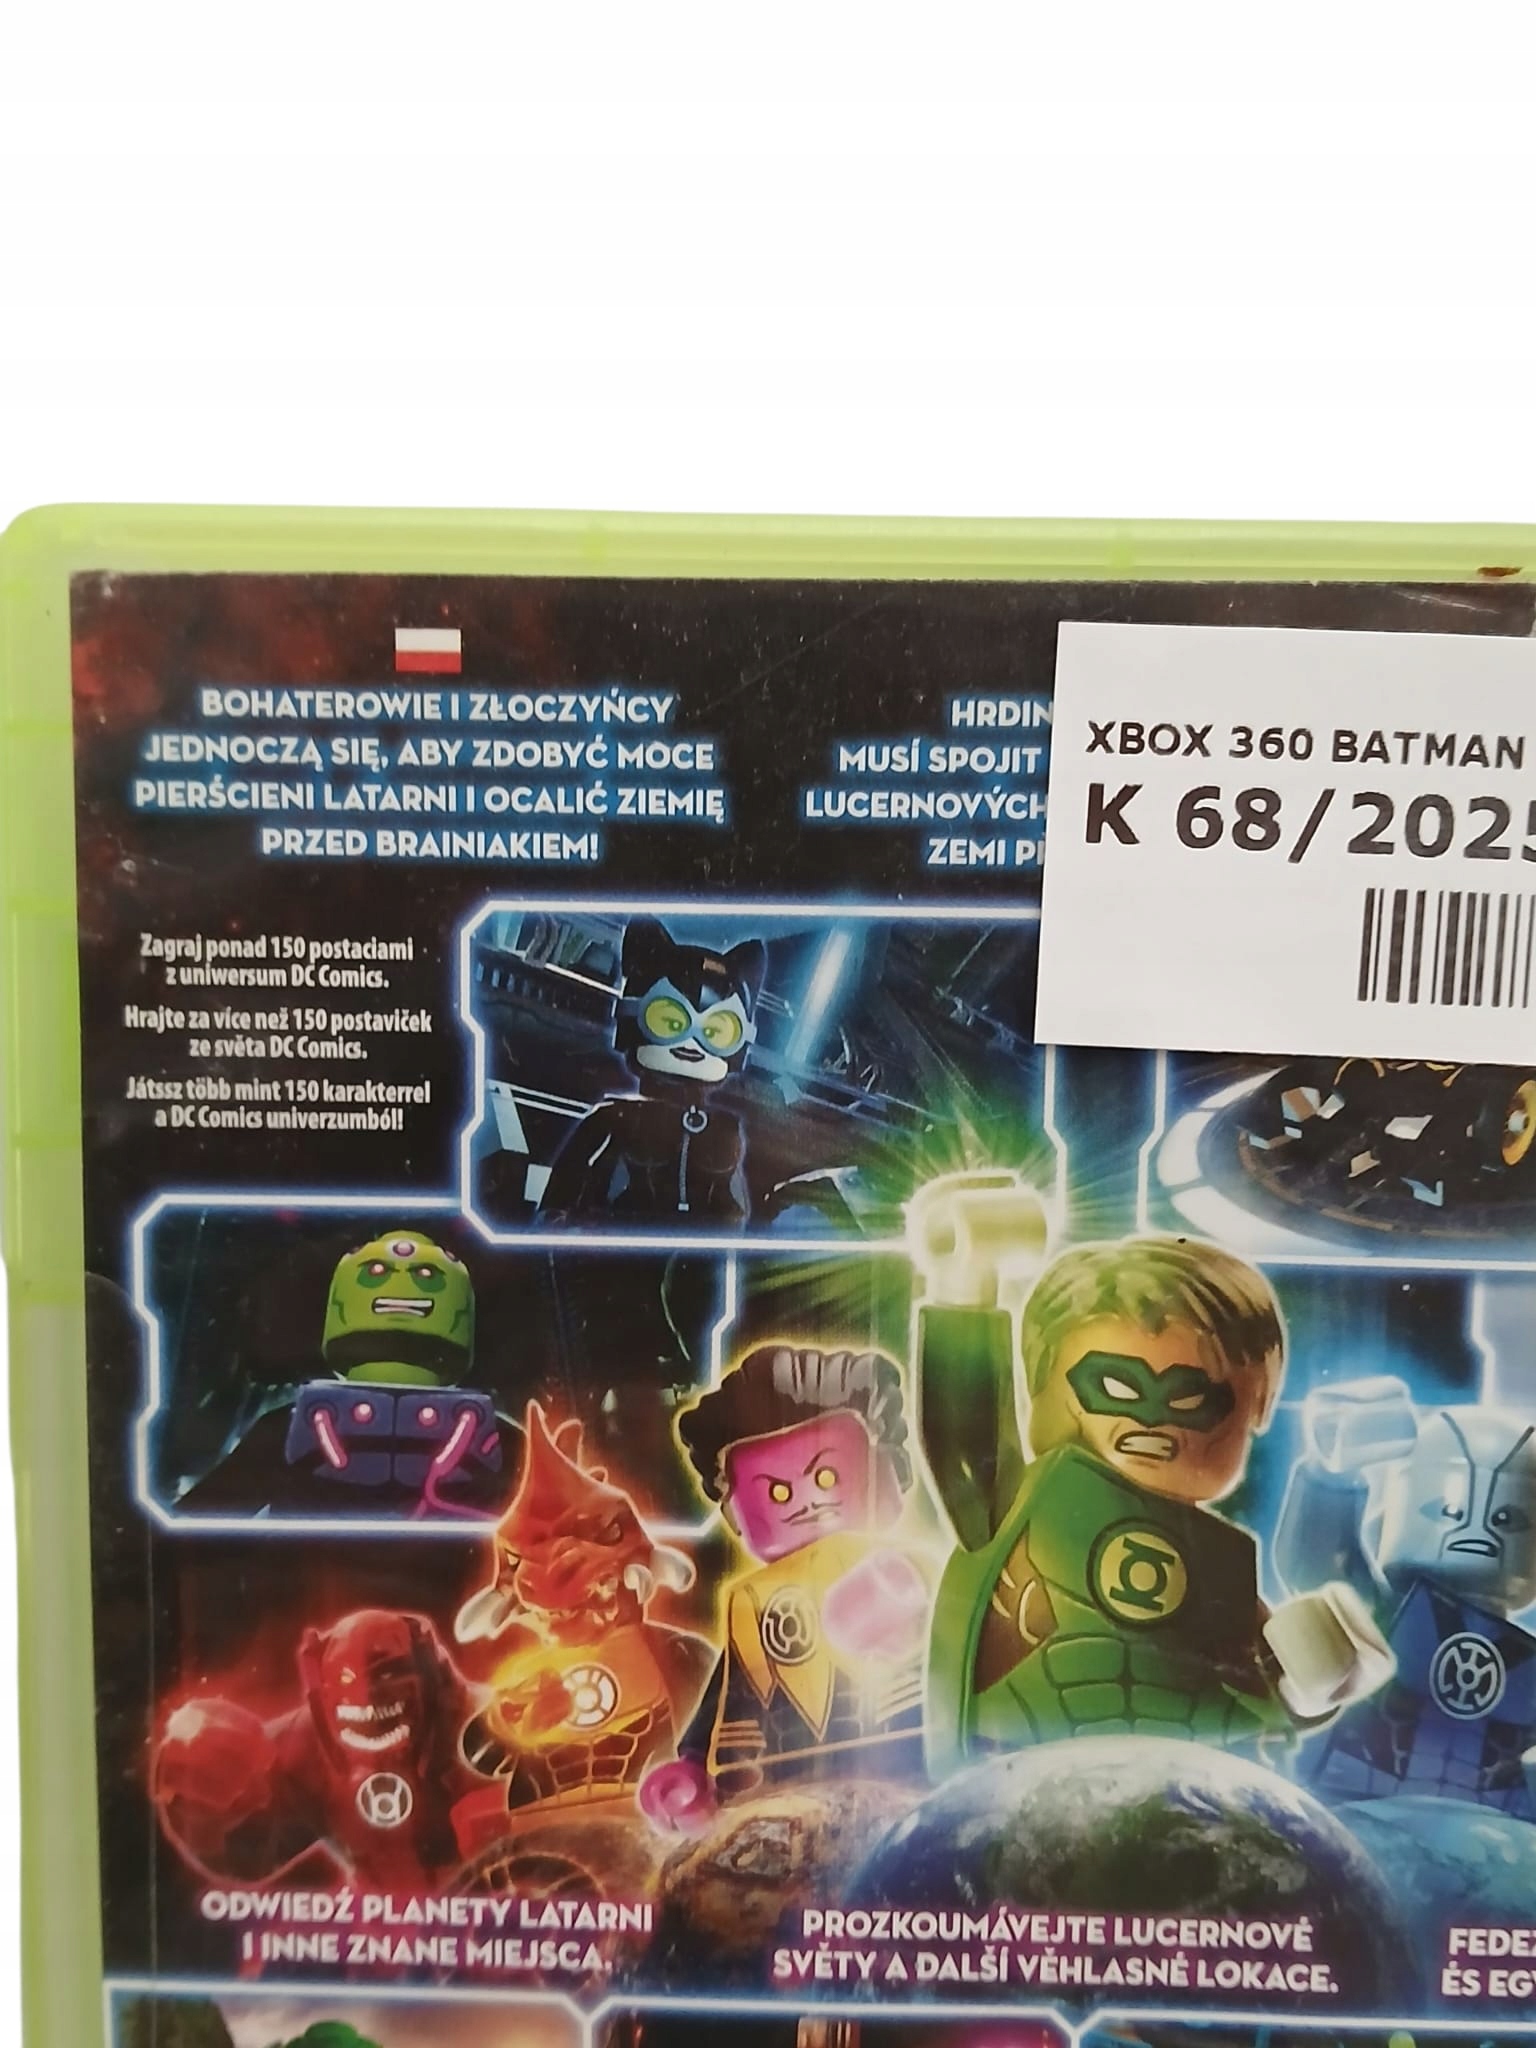 BOHATEROWIE I ZŁOCZYŃCY
JEDNOCZĄ SIĘ, ABY ZDOBYĆ MOCE
PIERŚCIENI LATARNI I OCALIĆ ZIEMIĘ
PRZED BRAINIAKIEM!
MUSÍ SPOJIT
LUCERNOVÝCH
ZEMI
XBOX 360 BATMAN
K 68/2025
Zagraj ponad 150 postaciami
z uniwersum DC Comics.
Hrajte za více než 150 postaviček
ze světa DC Comics.
Játssz több mint 150 karakterrel
a DC Comics univerzumból!
ODWIEDŹ PLANETY LATARNI
I INNE ZNANE MIEJSCA.
PROZKOUMÁVEJTE LUCERNOVÉ
SVĚTY A DALŠÍ VĚHLASNÉ LOKACE.
ÉS